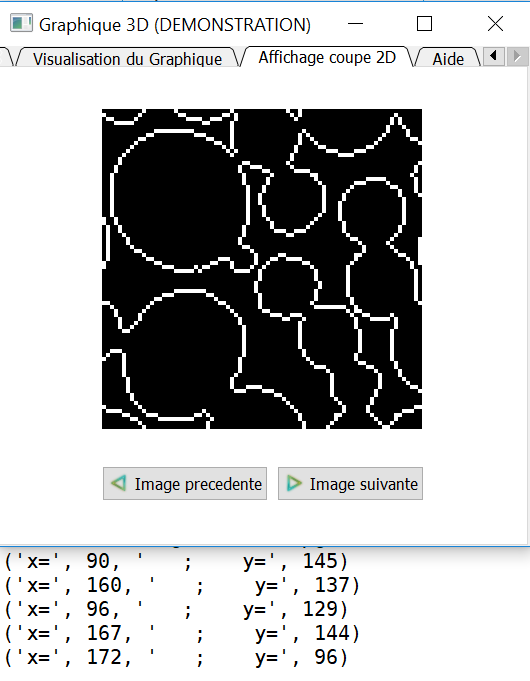 Graphique 3D (DEMONSTRATION)
Visualisation du Graphique Affichage coupe 2D Aide
Image precedente Image suivante
('x=', 90, ' ; y=', 145)
('x=', 160, ' ; y=', 137)
('x=', 96, ' ; y=', 129)
('x=', 167, ' ; y=', 144)
('x=', 172, ' ; y=', 96)